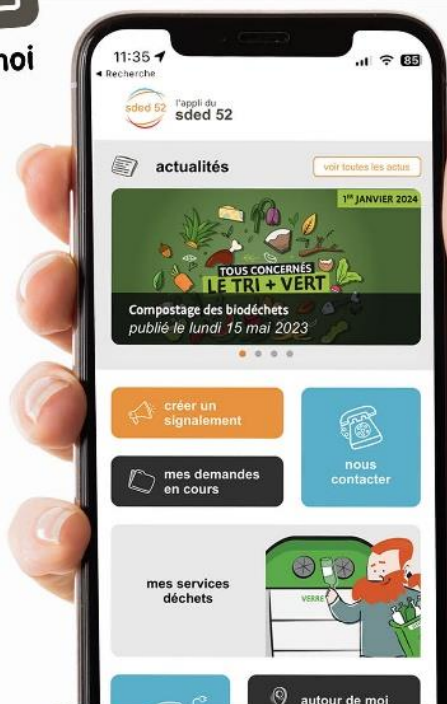 moi
11:35
85
◄ Recherche
sded 52
l'appli du
sded 52
actualités
voir toutes les actus
1ER JANVIER 2024
TOUS CONCERNÉS
LE TRI + VERT
Compostage des biodéchets
publié le lundi 15 mai 2023
créer un
signalement
mes demandes
en cours
nous
contacter
mes services
déchets
VERRE
autour de moi